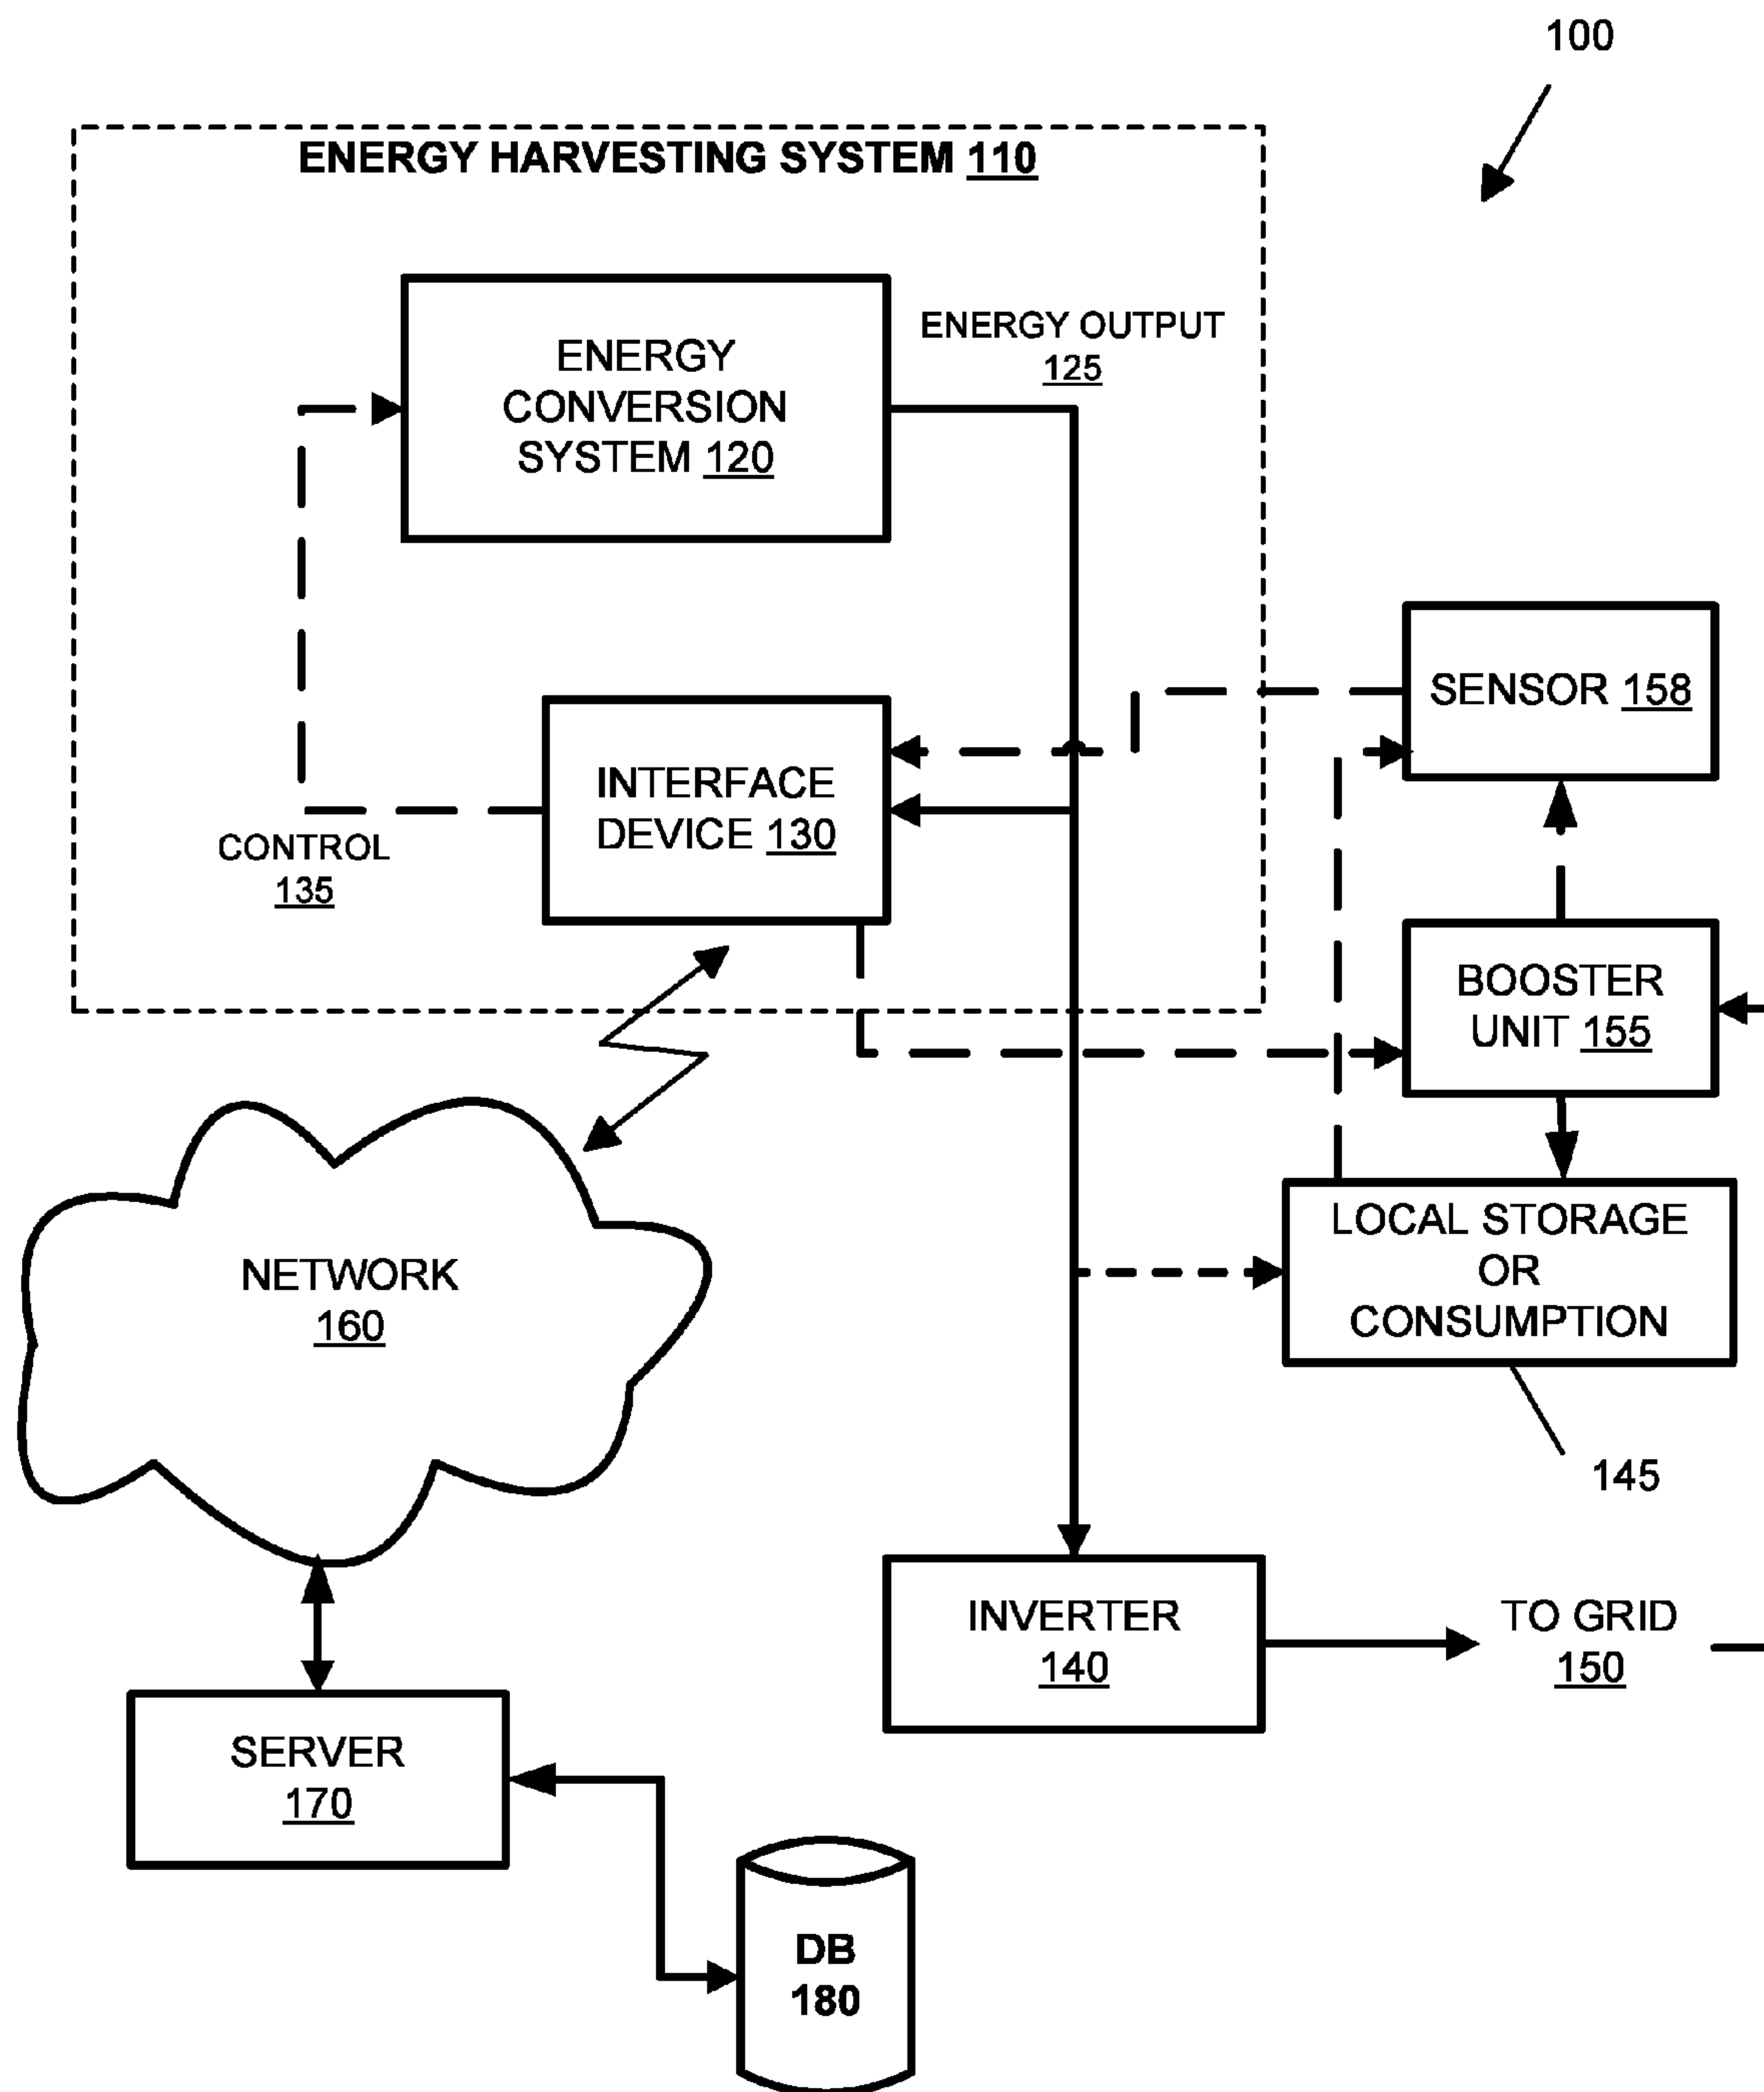 100
ENERGY HARVESTING SYSTEM 110
ENERGY
CONVERSION
SYSTEM 120
ENERGY OUTPUT
125
SENSOR 158
INTERFACE
DEVICE 130
CONTROL
135
BOOSTER
UNIT 155
LOCAL STORAGE
OR
CONSUMPTION
145
NETWORK
160
INVERTER
140
TO GRID
150
SERVER
170
DB
180